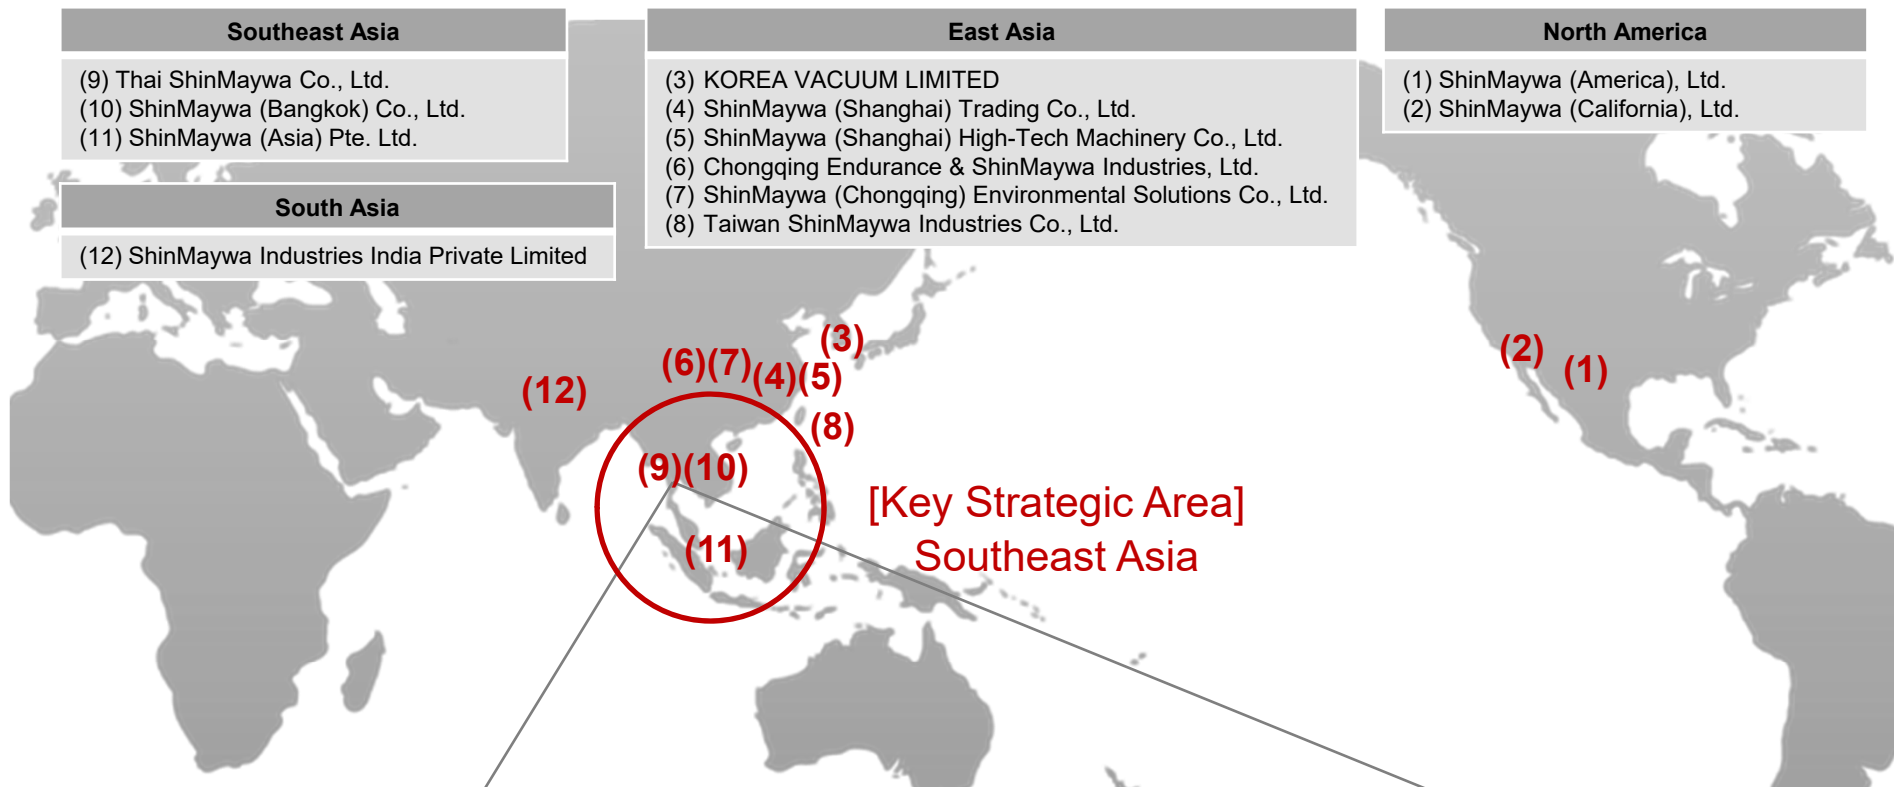 Southeast Asia
(9) Thai ShinMaywa Co., Ltd.
(10) ShinMaywa (Bangkok) Co., Ltd.
(11) ShinMaywa (Asia) Pte. Ltd.
South Asia
(12) ShinMaywa Industries India Private Limited
East Asia
(3) KOREA VACUUM LIMITED
(4) ShinMaywa (Shanghai) Trading Co., Ltd.
(5) ShinMaywa (Shanghai) High-Tech Machinery Co., Ltd.
(6) Chongqing Endurance & ShinMaywa Industries, Ltd.
(7) ShinMaywa (Chongqing) Environmental Solutions Co., Ltd.
(8) Taiwan ShinMaywa Industries Co., Ltd.
North America
(1) ShinMaywa (America), Ltd.
(2) ShinMaywa (California), Ltd.
(3)
(6)(7)
(4)(5)
(12)
(8)
(9)(10)
(11)
(2)
(1)
[Key Strategic Area]
Southeast Asia